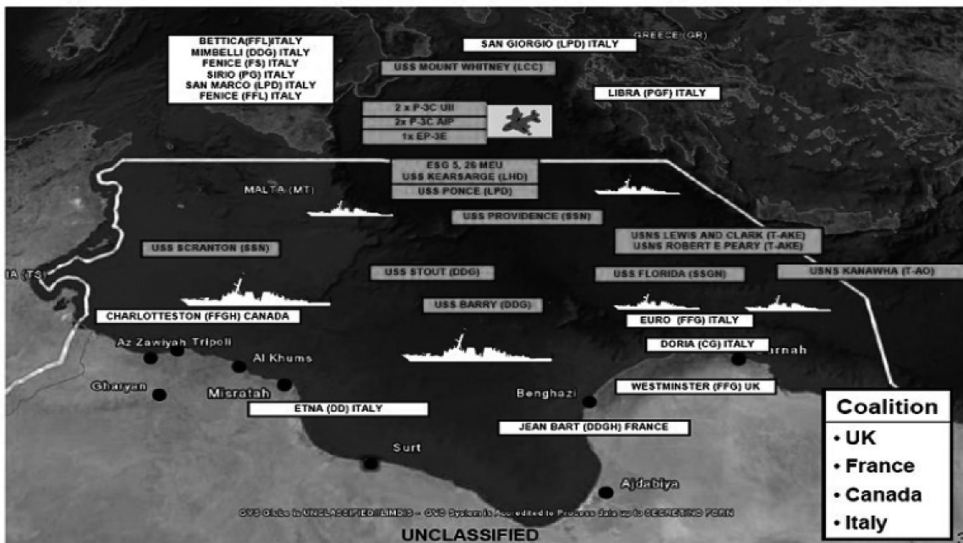 GREECE (GR)
BETTICA(FFL)ITALY
MIMBELLI (DDG) ITALY
FENICE (FS) ITALY
SIRIO (PG) ITALY
SAN MARCO (LPD) ITALY
FENICE (FFL) ITALY
SAN GIORGIO (LPD) ITALY
USS MOUNT WHITNEY (LCC)
LIBRA (PGF) ITALY
2 x P-3C UII
2x P-3C AIP
1x EP-3E
ESG 5, 26 MEU
USS KEARSARGE (LHD)
USS PONCE (LPD)
MALTA (MT)
USS PROVIDENCE (SSN)
USNS LEWIS AND CLARK (T-AKE)
USNS ROBERT E PEARY (T-AKE)
USS SCRANTON (SSN)
(TS)
USS STOUT (DDG)
USS FLORIDA (SSGN)
USNS KANAWHA (T-AO)
USS BARRY (DDG)
CHARLOTTESTON (FFGH) CANADA
EURO (FFG) ITALY
Az Zawiyah Tripoli
DORIA (CG) ITALY
Al Khums
Gharyan
Misratah
WESTMINSTER (FFG) UK
Benghazi
ETNA (DD) ITALY
JEAN BART (DDGH) FRANCE
Surt
Ajdabiya
Coalition
• UK
• France
• Canada
• Italy
UNCLASSIFIED